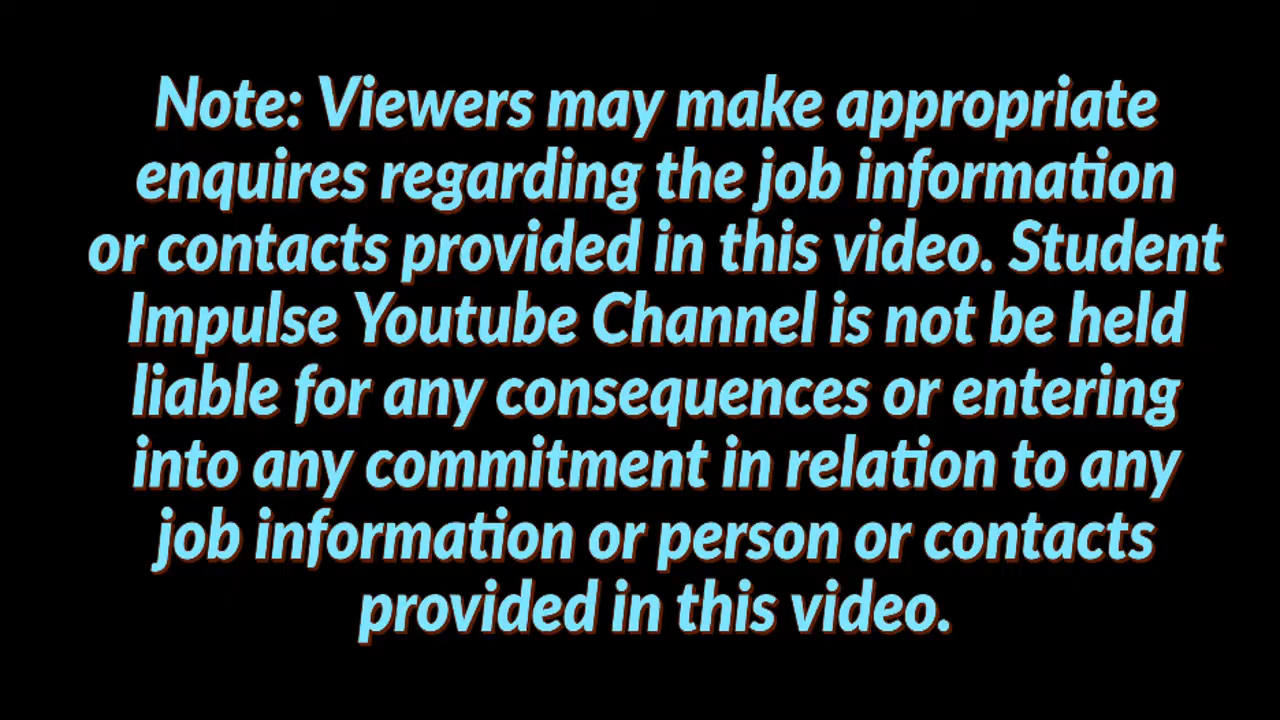 Note: Viewers may make appropriate
enquires regarding the job information
or contacts provided in this video. Student
Impulse Youtube Channel is not be held
liable for any consequences or entering
into any commitment in relation to any
job information or person or contacts
provided in this video.